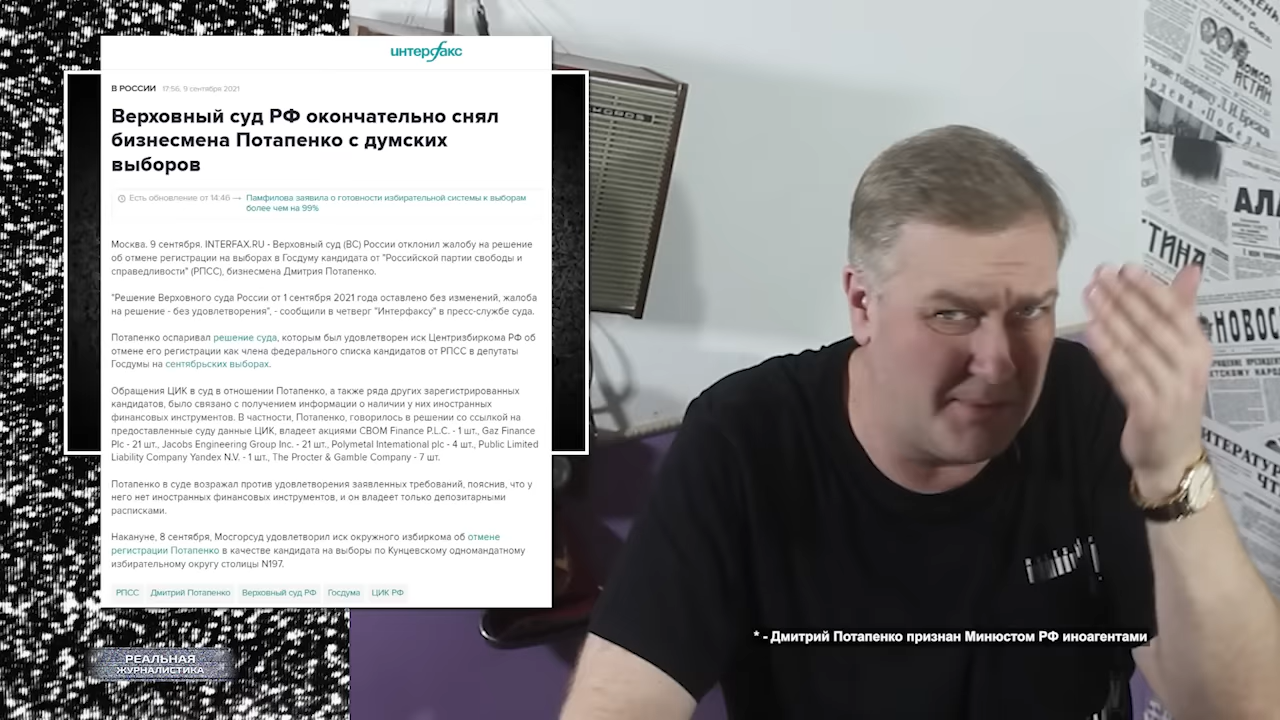 интерфакс
В РОССИИ 17:56, 9 сентября 2021
Верховный суд РФ окончательно снял
бизнесмена Потапенко с думских
выборов
Есть обновление от 14:46 → Памфилова заявила о готовности избирательной системы к выборам
более чем на 99%
Москва. 9 сентября. INTERFAX.RU - Верховный суд (ВС) России отклонил жалобу на решение
об отмене регистрации на выборах в Госдуму кандидата от "Российской партии свободы и
справедливости" (РПСС), бизнесмена Дмитрия Потапенко.
"Решение Верховного суда России от 1 сентября 2021 года оставлено без изменений, жалоба
на решение - без удовлетворения", - сообщили в четверг "Интерфаксу" в пресс-службе суда.
Потапенко оспаривал решение суда, которым был удовлетворен иск Центризбиркома РФ об
отмене его регистрации как члена федерального списка кандидатов от РПСС в депутаты
Госдумы на сентябрьских выборах.
Обращения ЦИК в суд в отношении Потапенко, а также ряда других зарегистрированных
кандидатов, было связано с получением информации о наличии у них иностранных
финансовых инструментов. В частности, Потапенко, говорилось в решении со ссылкой на
предоставленные суду данные ЦИК, владеет акциями CBOM Finance P.L.C. - 1 шт., Gaz Finance
Plc - 21 шт., Jacobs Engineering Group Inc. - 21 шт., Polymetal International plc - 4 шт., Public Limited
Liability Company Yandex N.V. - 1 шт., The Procter & Gamble Company - 7 шт.
Потапенко в суде возражал против удовлетворения заявленных требований, пояснив, что у
него нет иностранных финансовых инструментов, и он владеет только депозитарными
расписками.
Накануне, 8 сентября, Мосгорсуд удовлетворил иск окружного избиркома об отмене
регистрации Потапенко в качестве кандидата на выборы по Кунцевскому одномандатному
избирательному округу столицы N197.
РПСС Дмитрий Потапенко Верховный суд РФ Госдума ЦИК РФ
РЕАЛЬНАЯ
ЖУРНАЛИСТИКА
* - Дмитрий Потапенко признан Минюстом РФ иноагентами
ТИНА
НОВОС